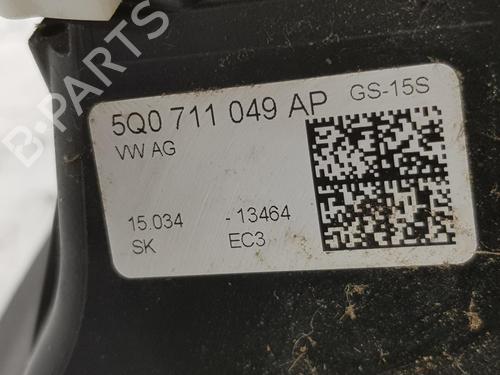 B-PARTS
5Q0 711 049 AP GS-15S
VW AG
15.034 - 13464
SK EC3